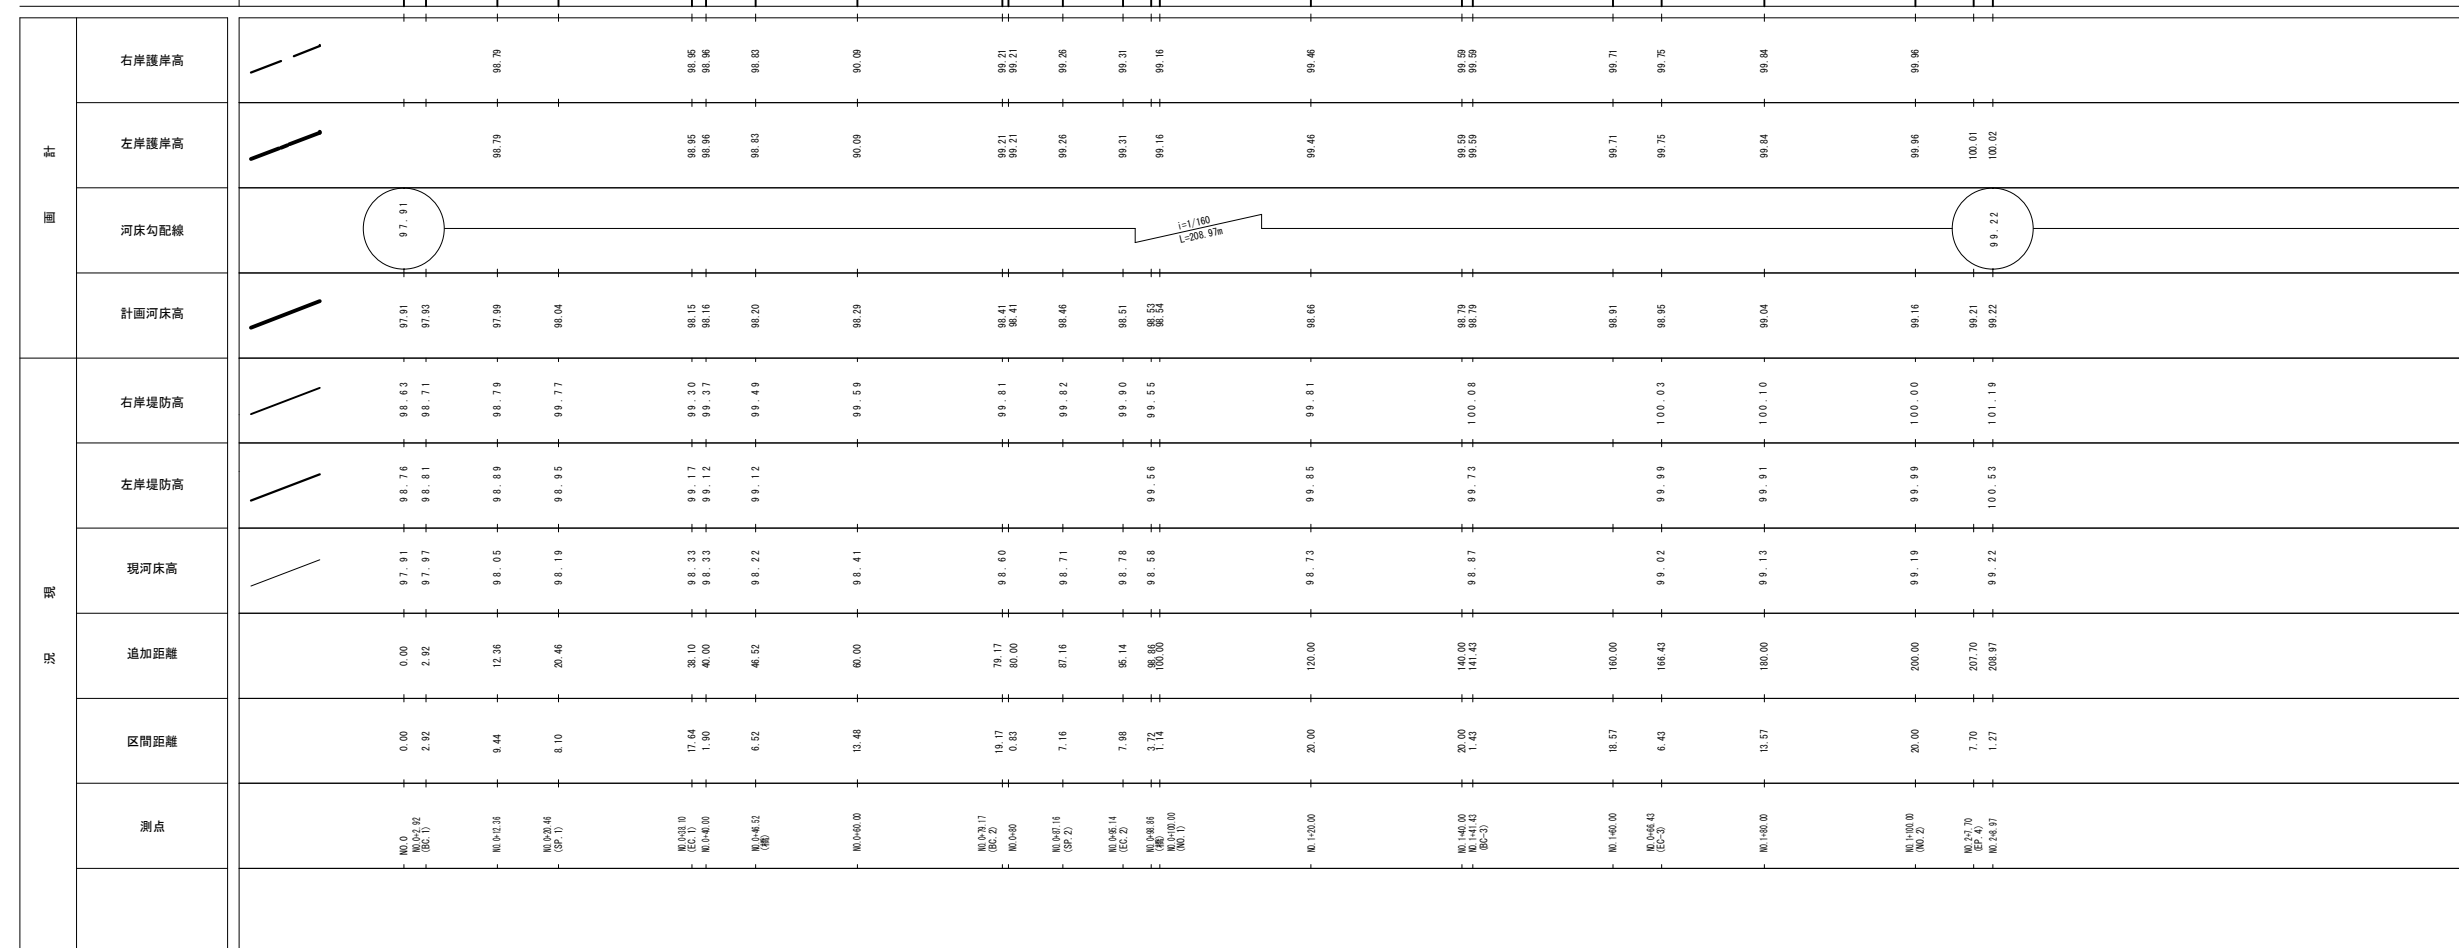 計画
右岸護岸高
98.79 98.95 98.96 98.83 90.09 99.21 99.21 99.26 99.31 99.16 99.46 99.59 99.59 99.71 99.75 99.84 99.96
左岸護岸高
98.79 98.95 98.96 98.83 90.09 99.21 99.21 99.26 99.31 99.16 99.46 99.59 99.59 99.71 99.75 99.84 99.96 100.01 100.02
河床勾配線
97.91
i=1/160
L=208.97m
99.22
計画河床高
97.91 97.93 97.99 98.04 98.15 98.16 98.20 98.29 98.41 98.41 98.46 98.51 98.53 98.54 98.66 98.79 98.79 98.91 98.95 99.04 99.16 99.21 99.22
現況
右岸堤防高
98.63 98.71 98.79 99.77 99.30 99.37 99.49 99.59 99.81 99.82 99.90 99.55 99.81 100.08 100.03 100.10 100.00 101.19
左岸堤防高
98.76 98.81 98.89 98.95 99.17 99.12 99.12 99.56 99.85 99.73 99.99 99.91 99.99 100.53
現河床高
97.91 97.97 98.05 98.19 98.33 98.33 98.22 98.41 98.60 98.71 98.78 98.58 98.73 98.87 99.02 99.13 99.19 99.22
追加距離
0.00 2.92 12.36 20.46 38.10 40.00 46.52 60.00 79.17 80.00 87.16 95.14 98.86 100.00 120.00 140.00 141.43 160.00 166.43 180.00 200.00 207.70 208.97
区間距離
0.00 2.92 9.44 8.10 17.64 1.90 6.52 13.48 19.17 0.83 7.16 7.98 3.72 1.14 20.00 20.00 1.43 18.57 6.43 13.57 20.00 7.70 1.27
測点
NO.0
NO.0+2.92
(BC.1)
NO.0+12.36
NO.0+20.46
(SP.1)
NO.0+38.10
(EC.1)
NO.0+40.00
NO.0+46.52
(橋)
NO.0+60.00
NO.0+79.17
(BC.2)
NO.0+80
NO.0+87.16
(SP.2)
NO.0+95.14
(EC.2)
NO.0+98.86
(橋)
NO.0+100.00
(NO.1)
NO.1+20.00
NO.1+40.00
NO.1+41.43
(BC-3)
NO.1+60.00
NO.0+66.43
(EC-3)
NO.1+80.00
NO.1+100.00
(NO.2)
NO.2+7.70
(EP.4)
NO.2+8.97